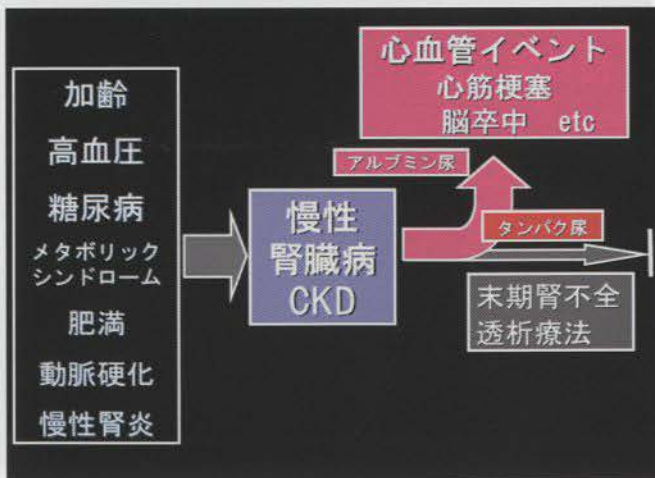 加齢
高血圧
糖尿病
メタボリック
シンドローム
肥満
動脈硬化
慢性腎炎
慢性
腎臓病
CKD
心血管イベント
心筋梗塞
脳卒中 etc
アルブミン尿
タンパク尿
末期腎不全
透析療法